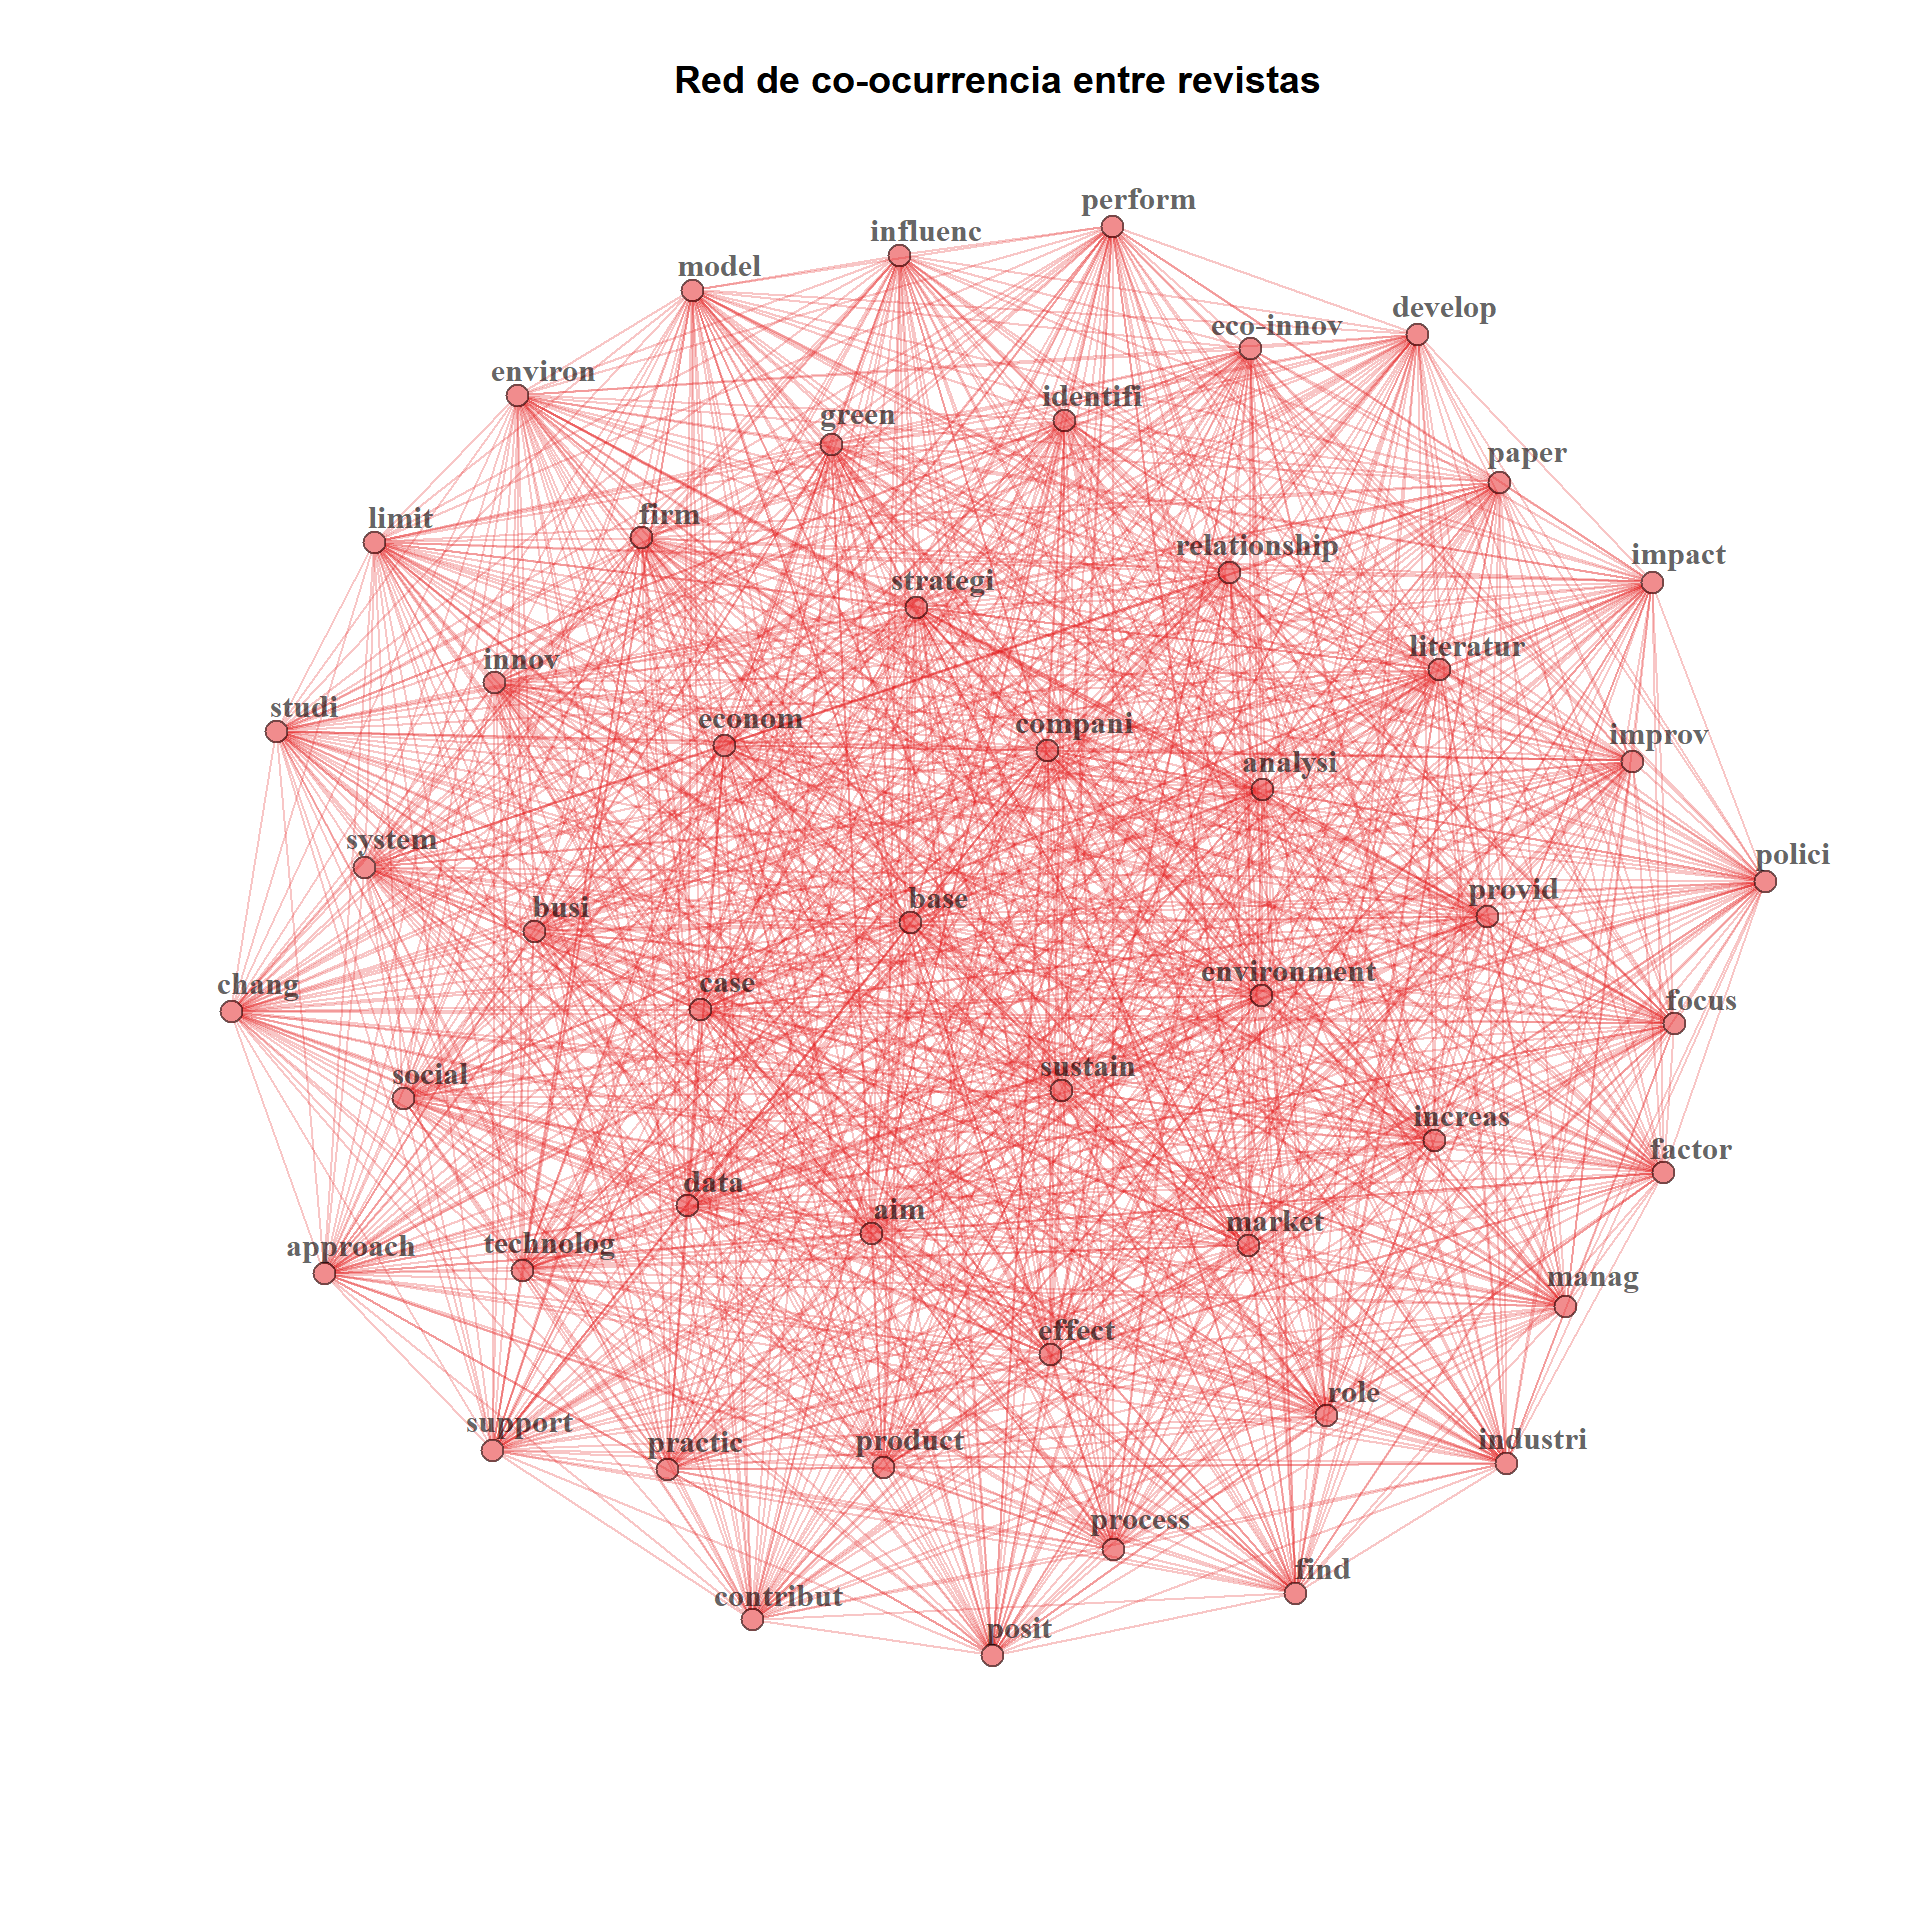 Red de co-ocurrencia entre revistas
perform
influenc
model
develop
eco-innov
environ
identifi
green
paper
firm
limit
relationship
impact
strategi
literatur
innov
studi
econom
compani
improv
analysi
system
polici
provid
base
busi
environment
case
chang
focus
sustain
social
increas
factor
data
aim
market
technolog
approach
manag
effect
role
support
industri
product
practic
process
find
contribut
posit